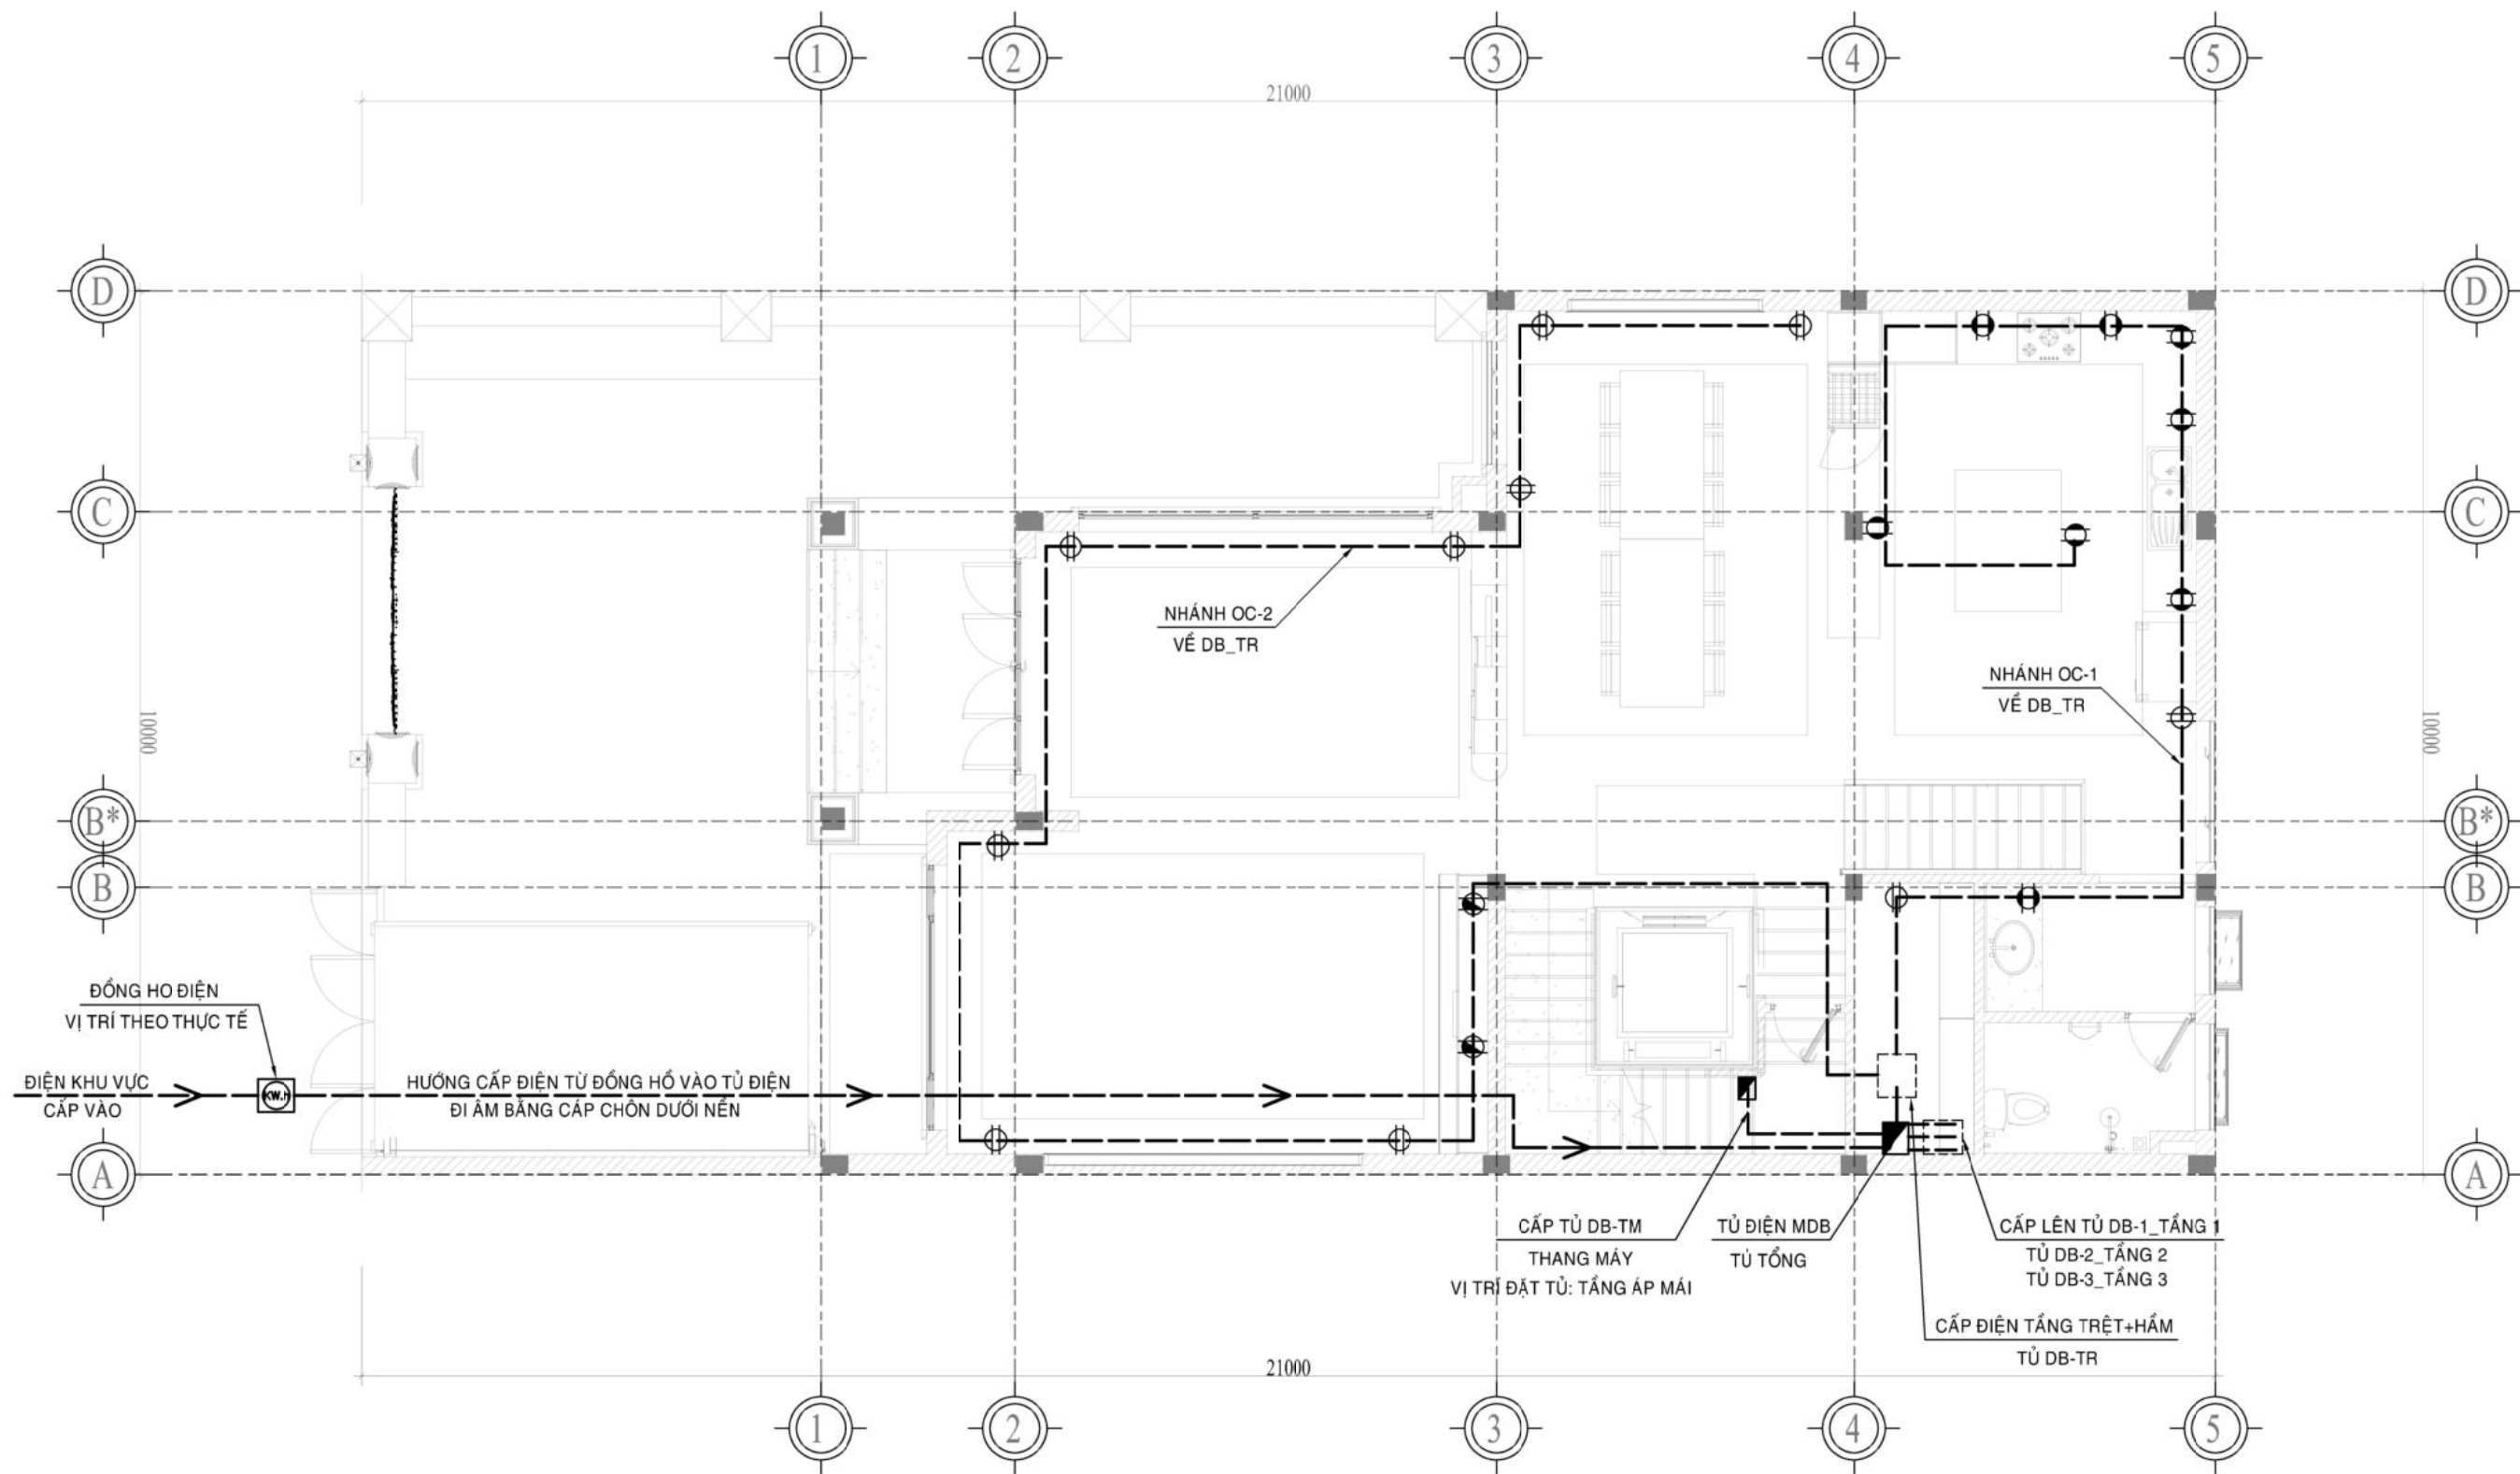 1
2
3
4
5
21000
D
D
C
C
NHÁNH OC-2
VỀ DB_TR
NHÁNH OC-1
VỀ DB_TR
10000
10000
B*
B*
B
B
ĐỒNG HO ĐIỆN
VỊ TRÍ THEO THỰC TẾ
ĐIỆN KHU VỰC
CẤP VÀO
KW.h
HƯỚNG CẤP ĐIỆN TỪ ĐỒNG HỒ VÀO TỦ ĐIỆN
ĐI ÂM BẰNG CÁP CHÔN DƯỚI NỀN
A
A
CẤP TỦ DB-TM
THANG MÁY
VỊ TRÍ ĐẶT TỦ: TẦNG ÁP MÁI
TỦ ĐIỆN MDB
TỦ TỔNG
CẤP LÊN TỦ DB-1_TẦNG 1
TỦ DB-2_TẦNG 2
TỦ DB-3_TẦNG 3
CẤP ĐIỆN TẦNG TRỆT+HẦM
TỦ DB-TR
21000
1
2
3
4
5